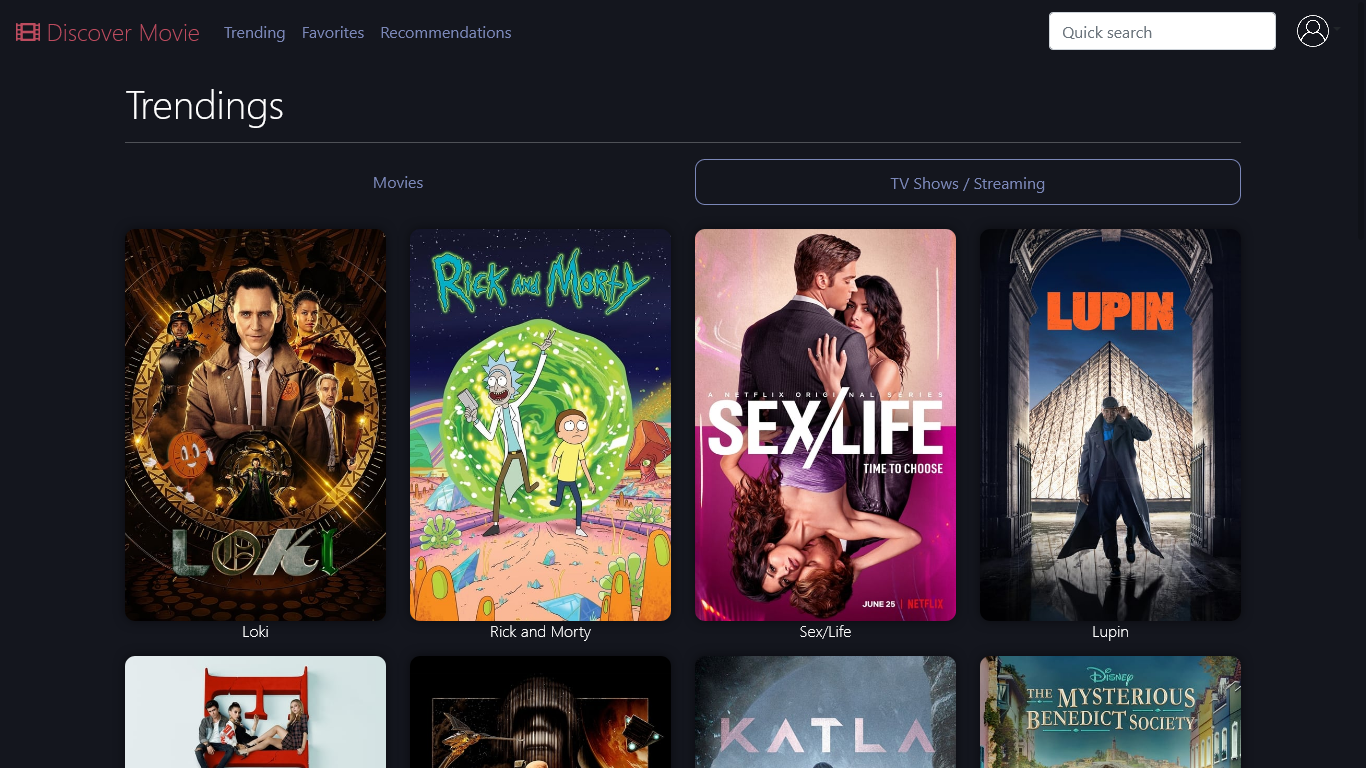 Discover Movie Trending Favorites Recommendations Quick search
Trendings
Movies TV Shows / Streaming
LOKI
Rick and Morty
A NETFLIX ORIGINAL SERIES
SEX/LIFE
TIME TO CHOOSE
JUNE 25 | NETFLIX
LUPIN
Loki Rick and Morty Sex/Life Lupin
KATLA
Disney
THE MYSTERIOUS
BENEDICT SOCIETY